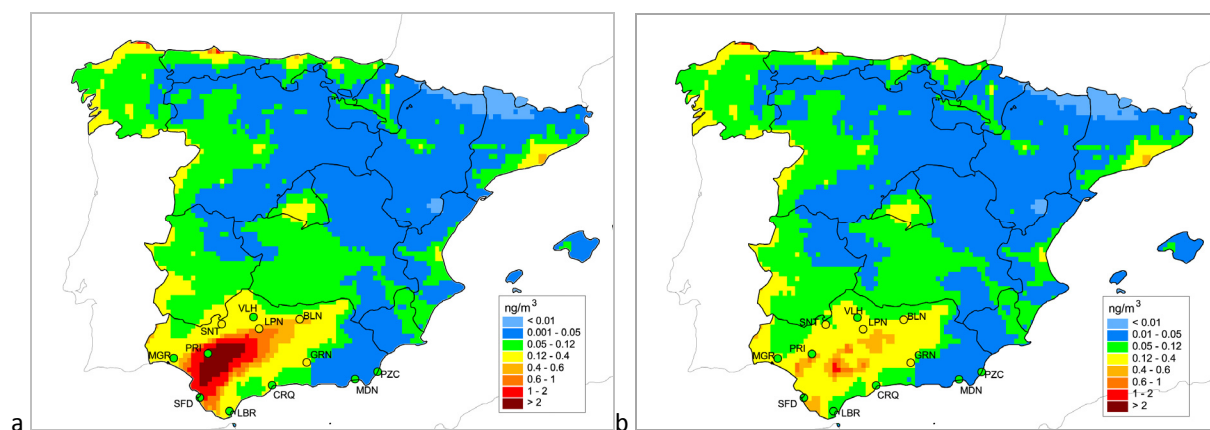 VLH
LPN
BLN
SNT
PRI
MGR
GRN
PZC
CRQ
MDN
SFD
LBR
ng/m3
< 0.01
0.001 - 0.05
0.05 - 0.12
0.12 - 0.4
0.4 - 0.6
0.6 - 1
1 - 2
> 2
a
VLH
LPN
BLN
SNT
PRI
MGR
GRN
PZC
CRQ
MDN
SFD
LBR
ng/m3
< 0.01
0.01 - 0.05
0.05 - 0.12
0.12 - 0.4
0.4 - 0.6
0.6 - 1
1 - 2
> 2
b